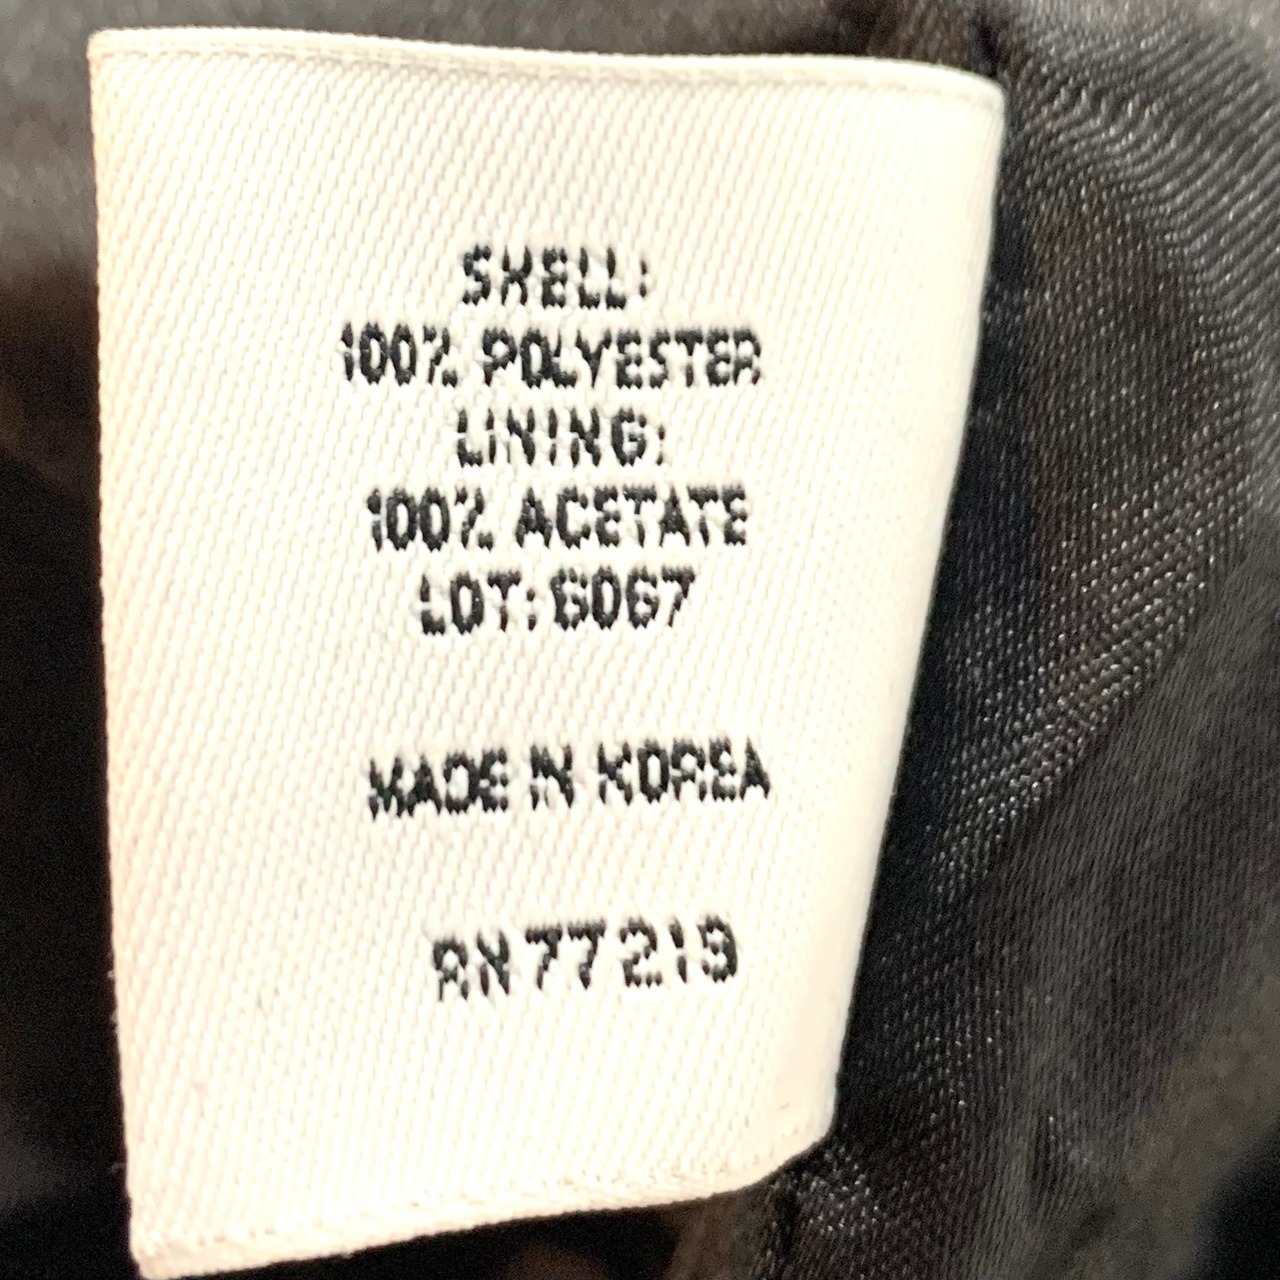 SHELL:
100% POLYESTER
LINING:
100% ACETATE
LOT:6067
MADE IN KOREA
RN77219